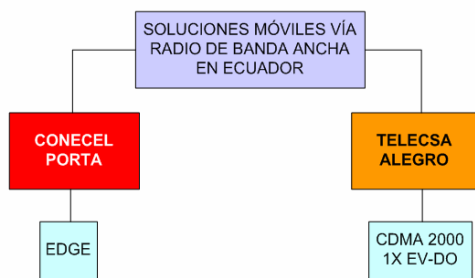 SOLUCIONES MÓVILES VÍA
RADIO DE BANDA ANCHA
EN ECUADOR
CONECEL
PORTA
TELECSA
ALEGRO
EDGE
CDMA 2000
1X EV-DO